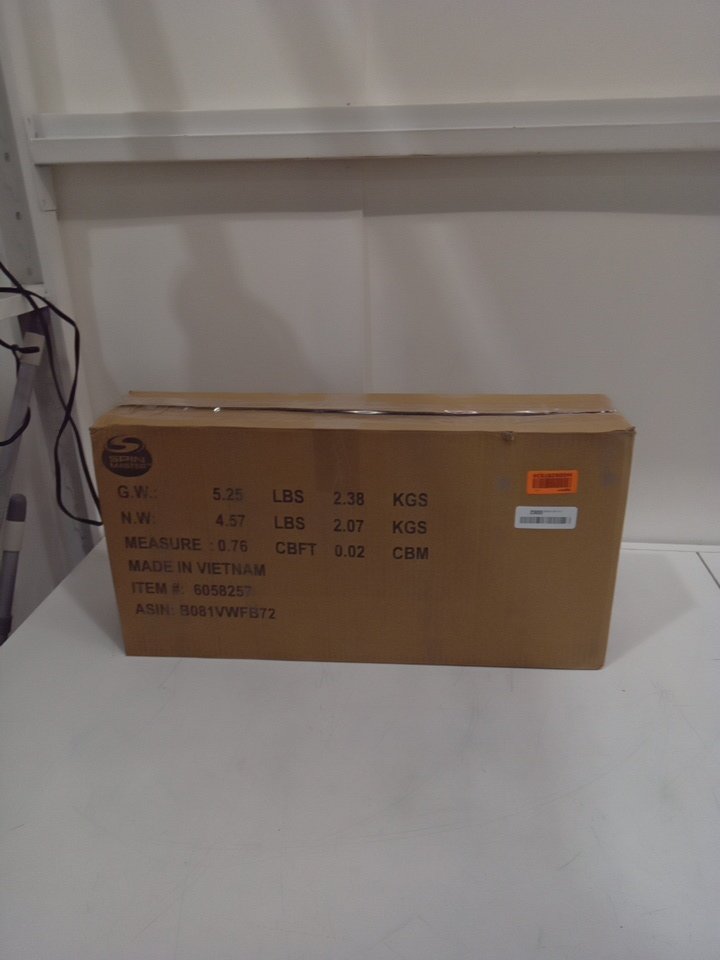 SPIN
MASTER
G.W.: 5.25 LBS 2.38 KGS
N.W: 4.57 LBS 2.07 KGS
MEASURE : 0.76 CBFT 0.02 CBM
MADE IN VIETNAM
ITEM #: 6058257
ASIN: B081VWFB72